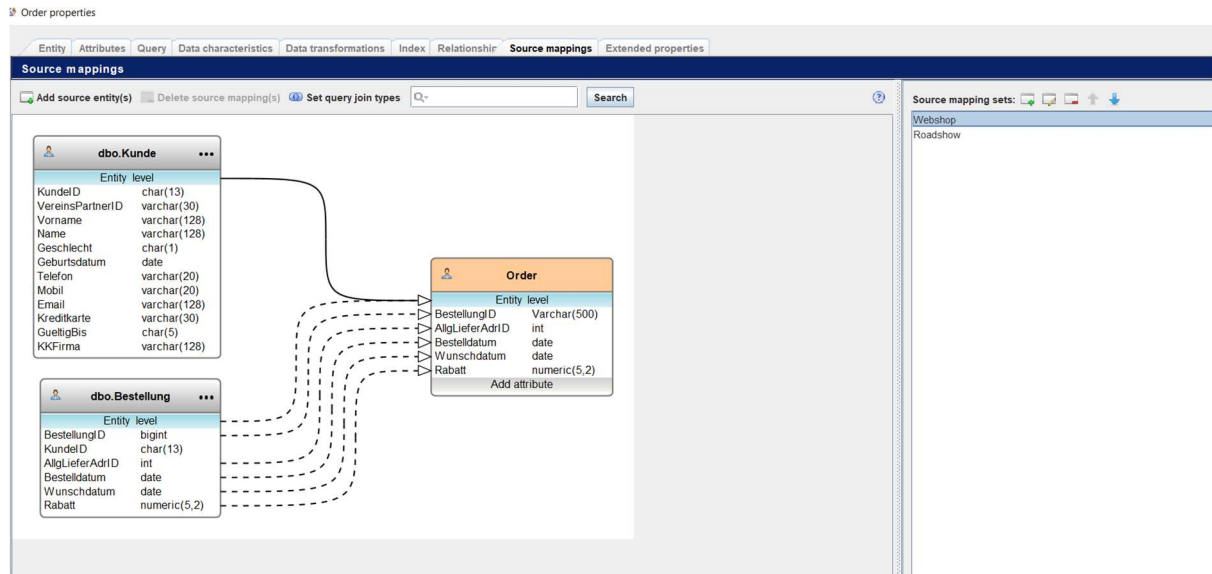 Order properties
Entity Attributes Query Data characteristics Data transformations Index Relationship Source mappings Extended properties
Source mappings
Add source entity(s) Delete source mapping(s) Set query join types Search
Source mapping sets:
Webshop
Roadshow
dbo.Kunde
Entity level
KundeID char(13)
VereinsPartnerID varchar(30)
Vorname varchar(128)
Name varchar(128)
Geschlecht char(1)
Geburtsdatum date
Telefon varchar(20)
Mobil varchar(20)
Email varchar(128)
Kreditkarte varchar(30)
GueltigBis char(5)
KKFirma varchar(128)
Order
Entity level
BestellungID Varchar(500)
AllgLieferAdrID int
Bestelldatum date
Wunschdatum date
Rabatt numeric(5,2)
Add attribute
dbo.Bestellung
Entity level
BestellungID bigint
KundeID char(13)
AllgLieferAdrID int
Bestelldatum date
Wunschdatum date
Rabatt numeric(5,2)